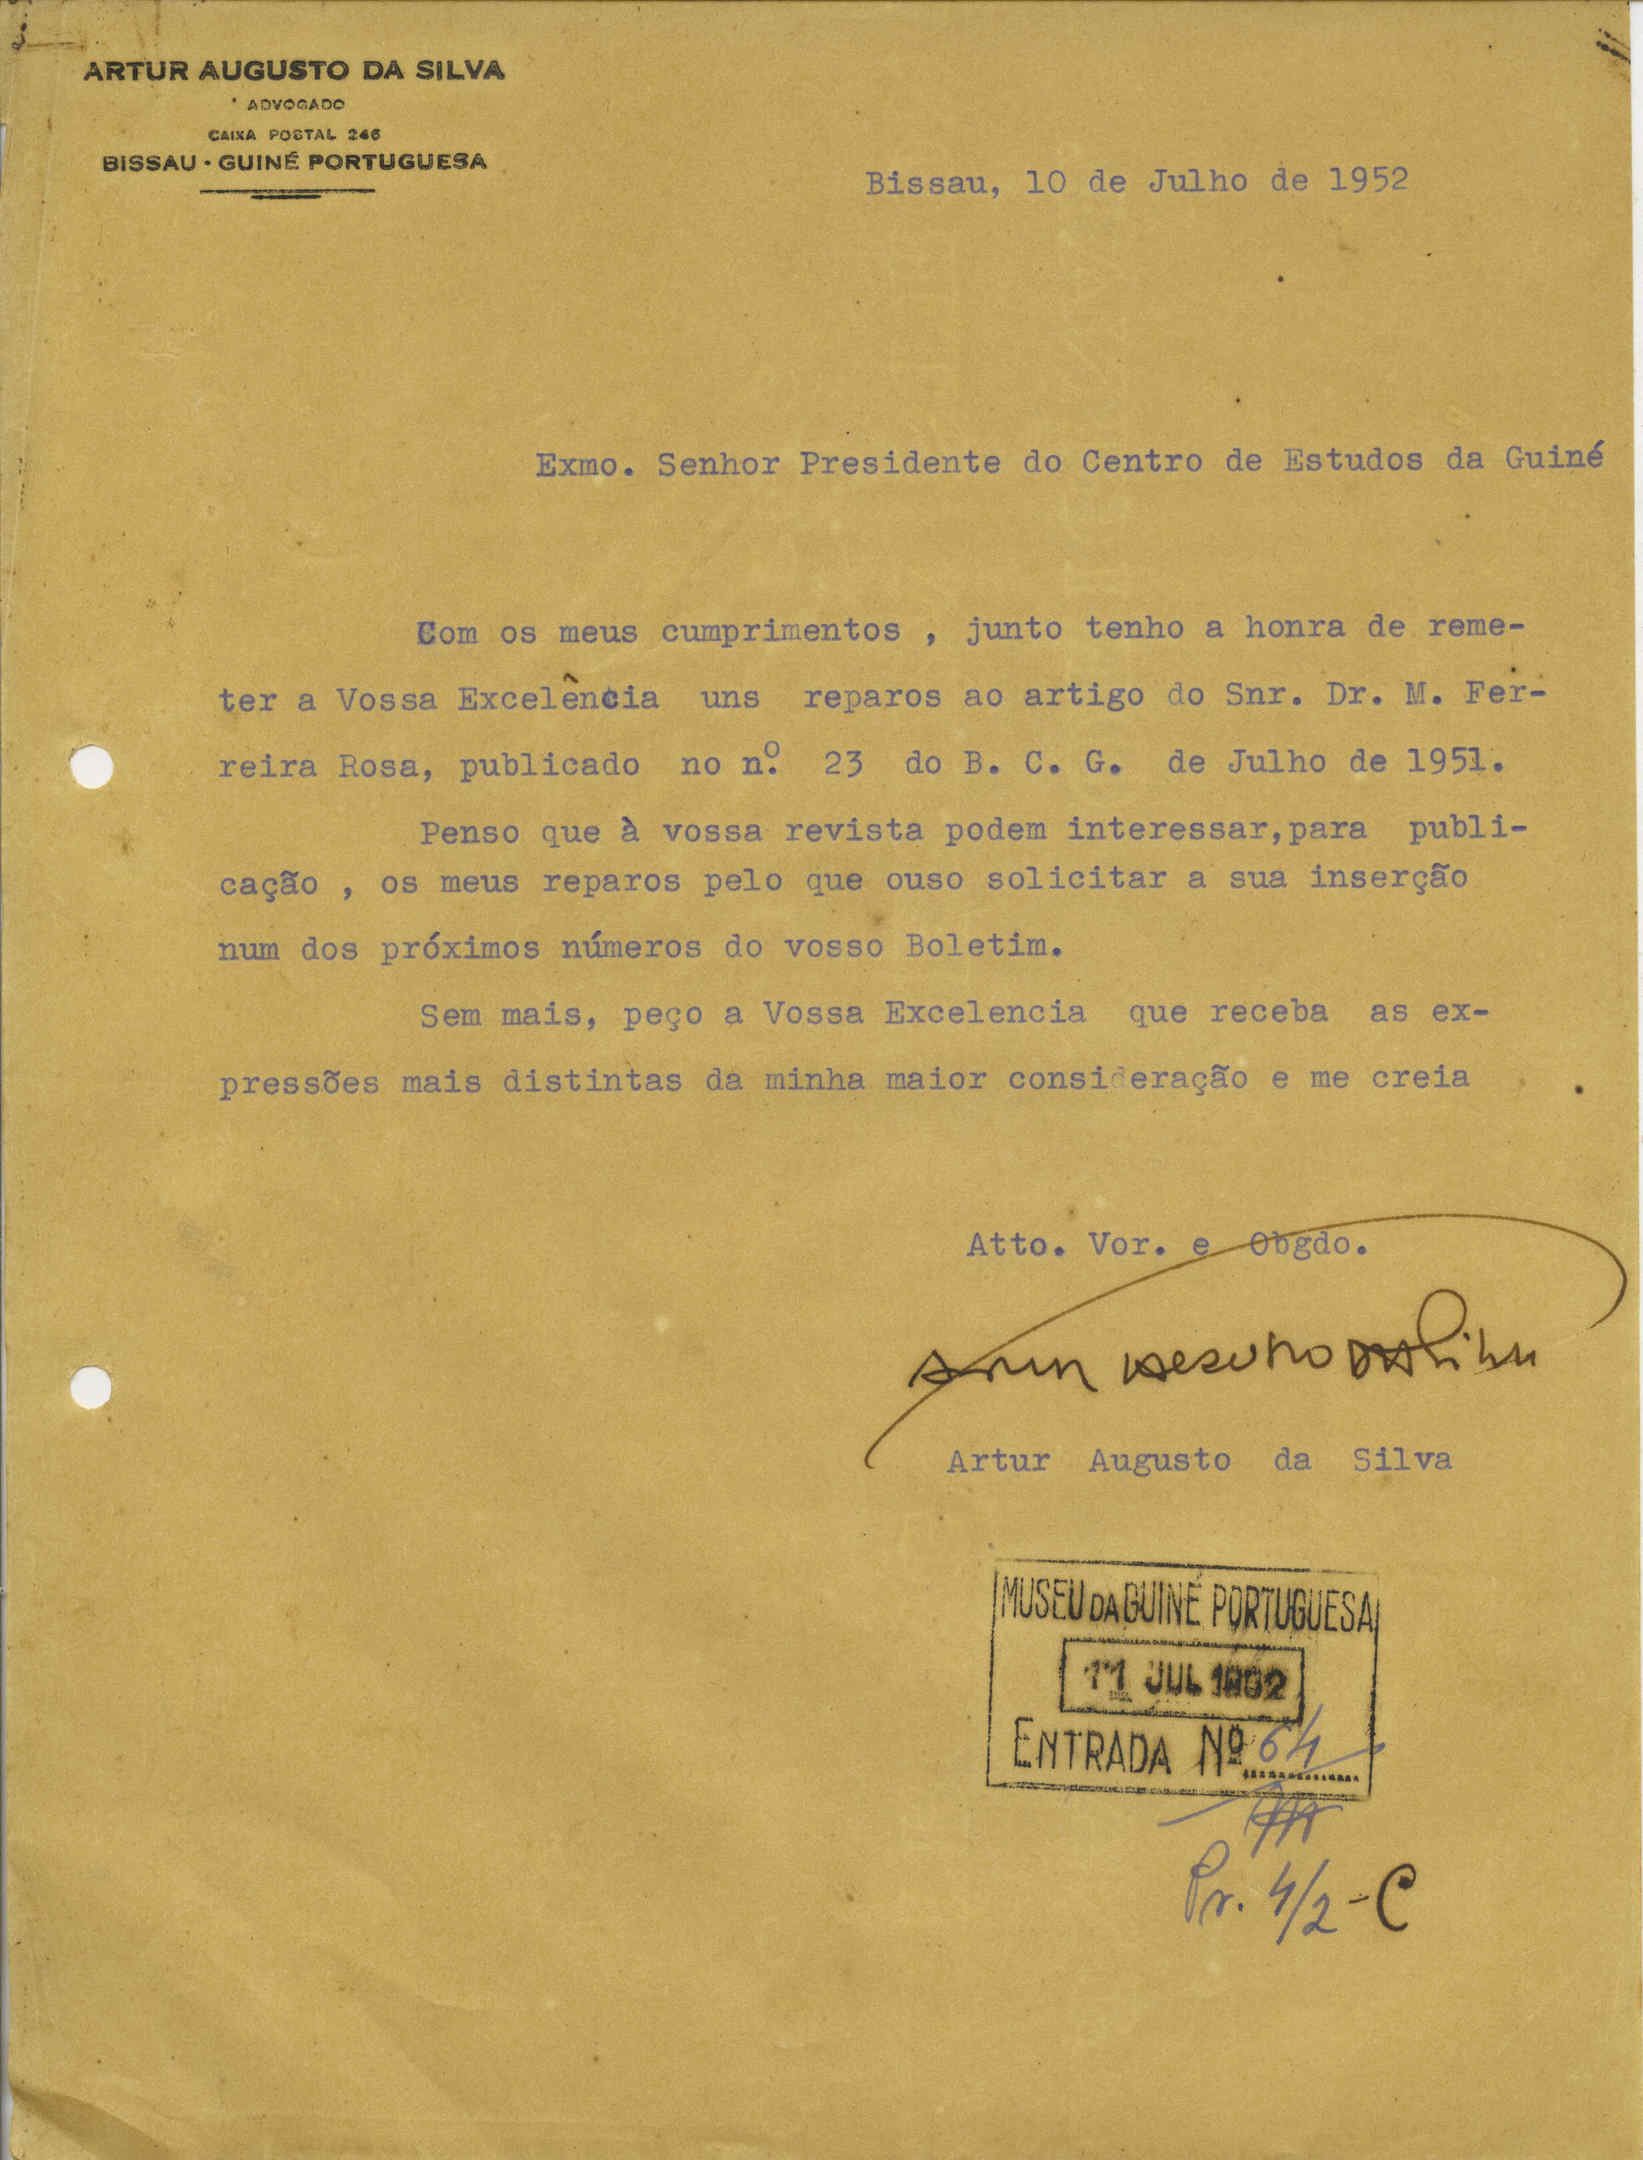 ARTUR AUGUSTO DA SILVA
ADVOGADO
CAIXA POSTAL 246
BISSAU · GUINÉ PORTUGUESA
Bissau, 10 de Julho de 1952
Exmo. Senhor Presidente do Centro de Estudos da Guiné
Com os meus cumprimentos , junto tenho a honra de reme-
ter a Vossa Excelência uns reparos ao artigo do Snr. Dr. M. Fer-
reira Rosa, publicado no nº. 23 do B. C. G. de Julho de 1951.
Penso que à vossa revista podem interessar,para publi-
cação , os meus reparos pelo que ouso solicitar a sua inserção
num dos próximos números do vosso Boletim.
Sem mais, peço a Vossa Excelencia que receba as ex-
pressões mais distintas da minha maior consideração e me creia
Atto. Vor. e Obgdo.
Artur Augusto da Silva
Artur Augusto da Silva
MUSEU DA GUINÉ PORTUGUESA
11 JUL 1952
ENTRADA Nº 64
Pr. 4/2-C